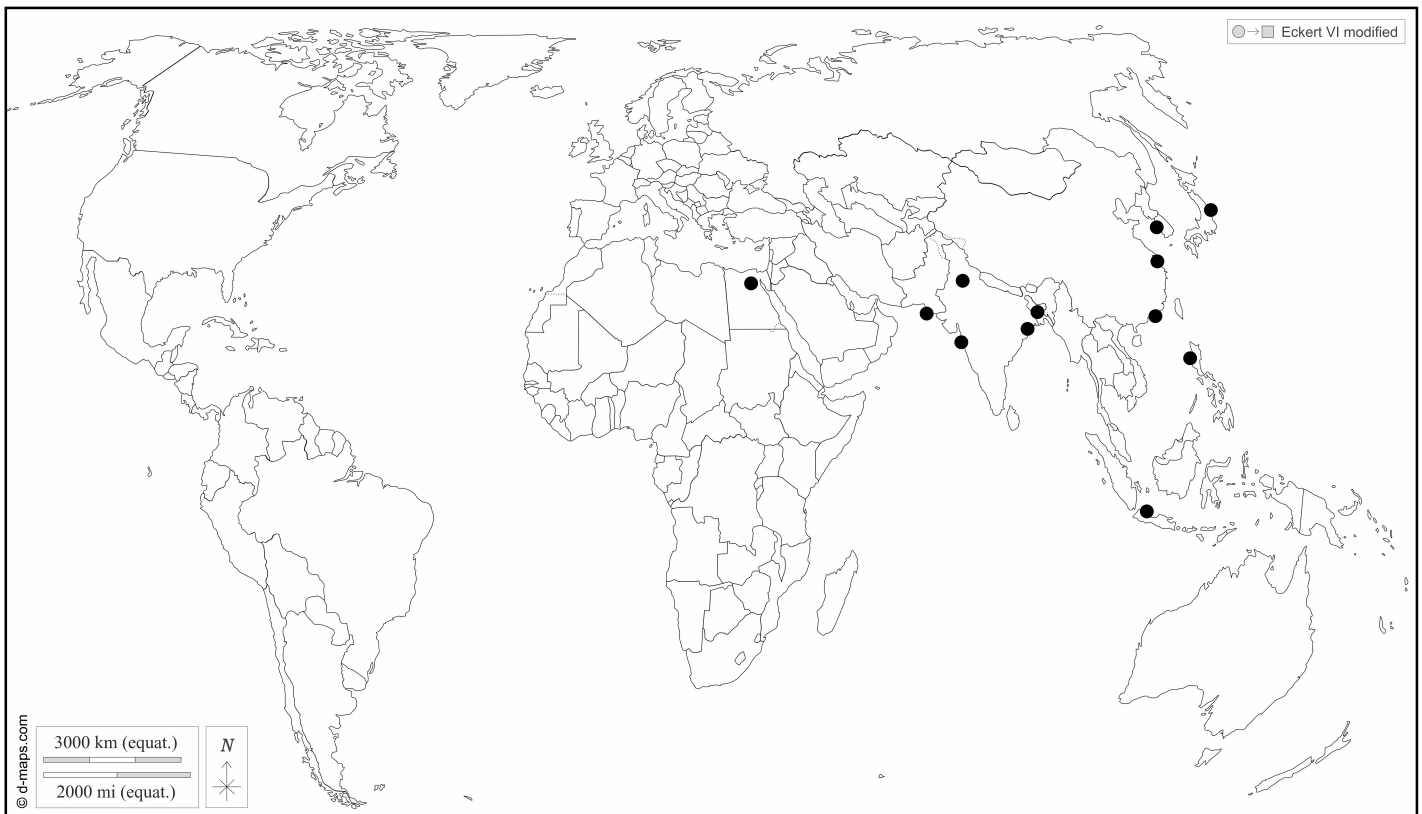 Eckert VI modified
© d-maps.com
3000 km (equat.)
2000 mi (equat.)
N